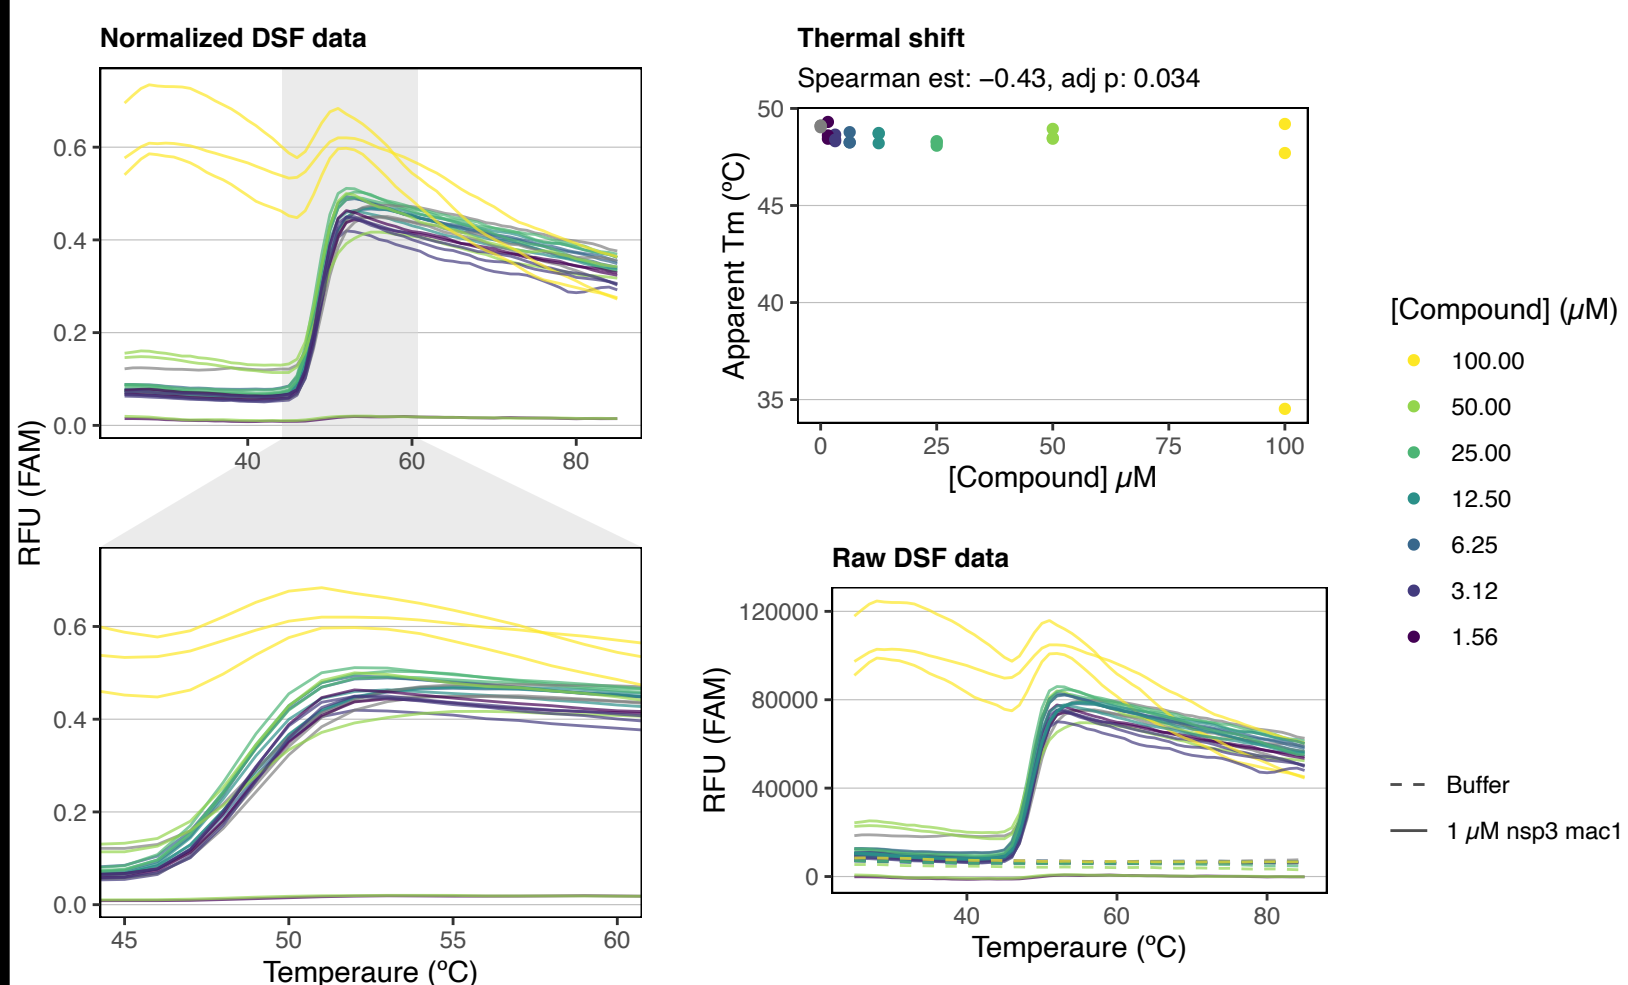 Normalized DSF data
0.6
0.4
0.2
0.0
40
60
80
RFU (FAM)
0.6
0.4
0.2
0.0
45
50
55
60
Temperaure (ºC)
Thermal shift
Spearman est: −0.43, adj p: 0.034
50
45
40
35
Apparent Tm (ºC)
0
25
50
75
100
[Compound] µM
Raw DSF data
120000
80000
40000
0
RFU (FAM)
40
60
80
Temperaure (ºC)
[Compound] (µM)
100.00
50.00
25.00
12.50
6.25
3.12
1.56
Buffer
1 µM nsp3 mac1